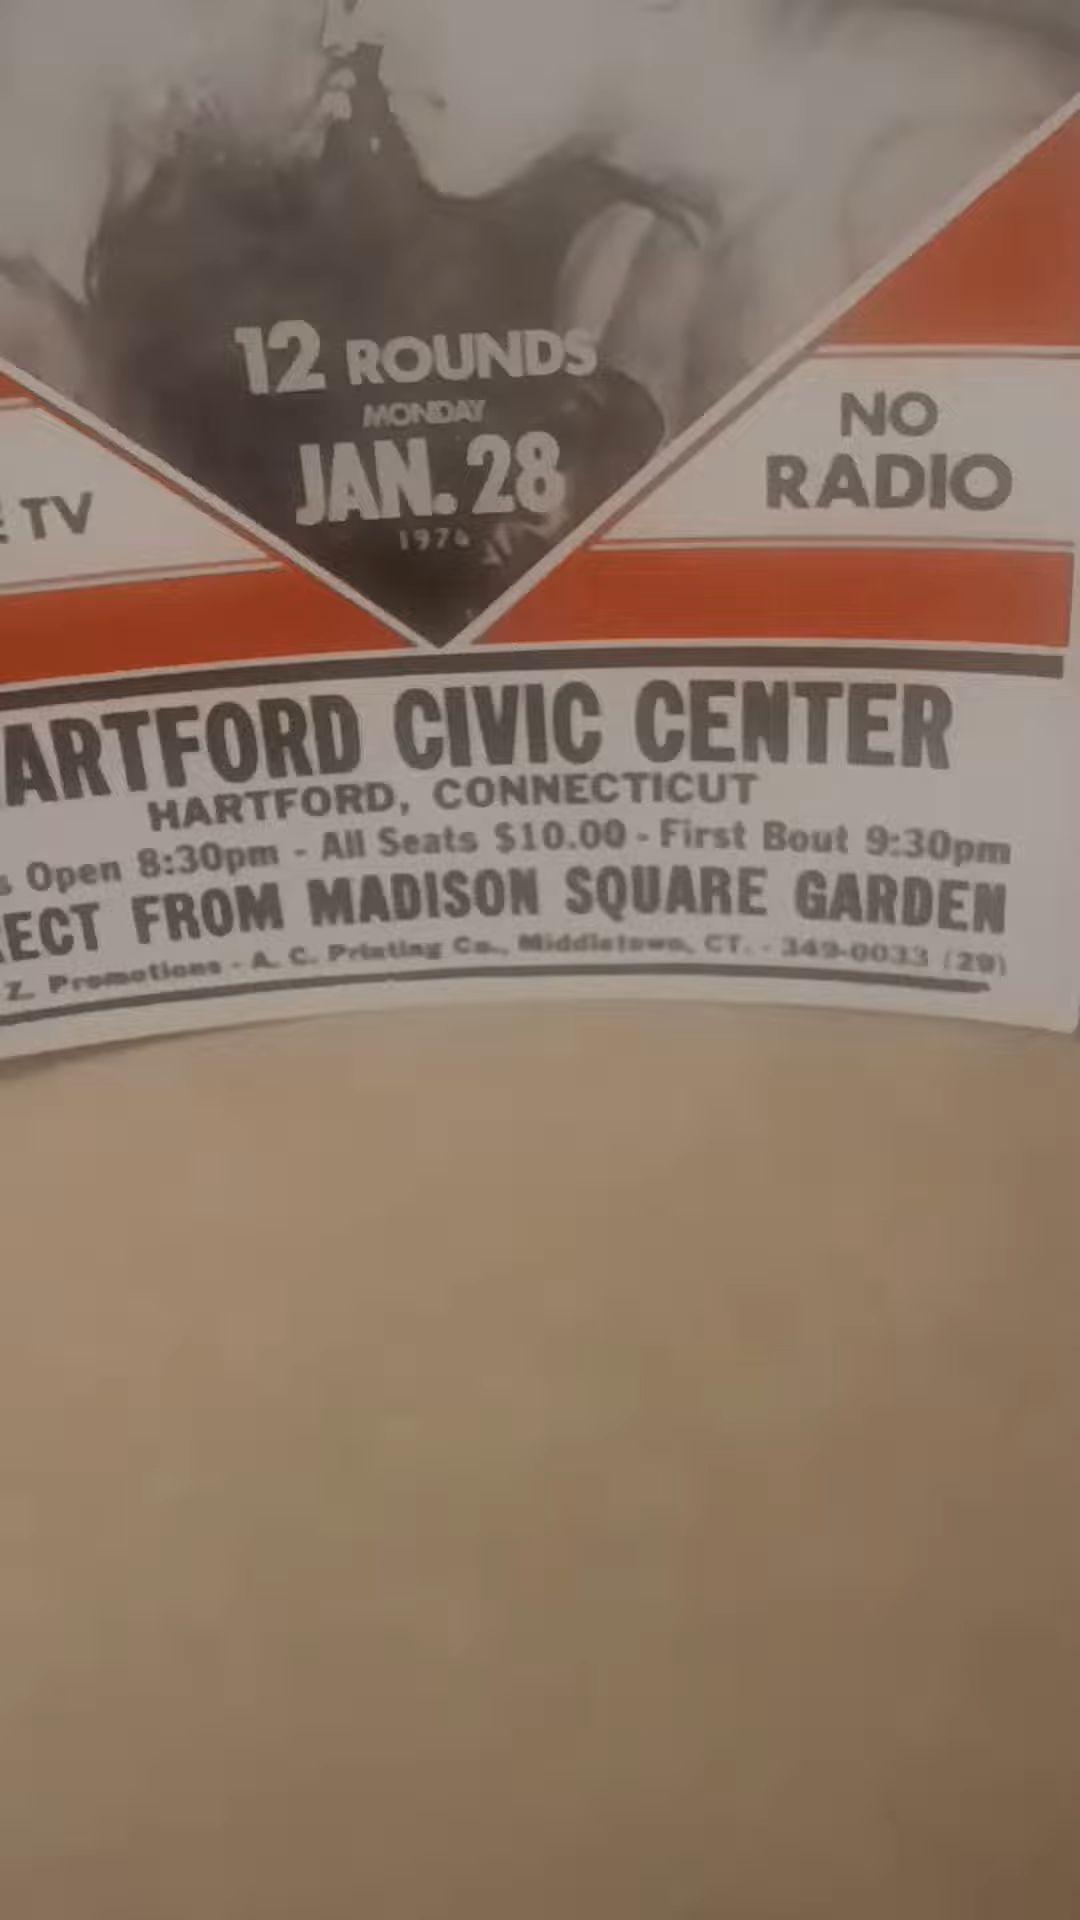 12 ROUNDS
MONDAY
JAN. 28
1974
TV
NO
RADIO
ARTFORD CIVIC CENTER
HARTFORD, CONNECTICUT
s Open 8:30pm - All Seats $10.00 - First Bout 9:30pm
RECT FROM MADISON SQUARE GARDEN
Z. Promotions - A. C. Printing Co., Middletown, CT. - 349-0033 (29)